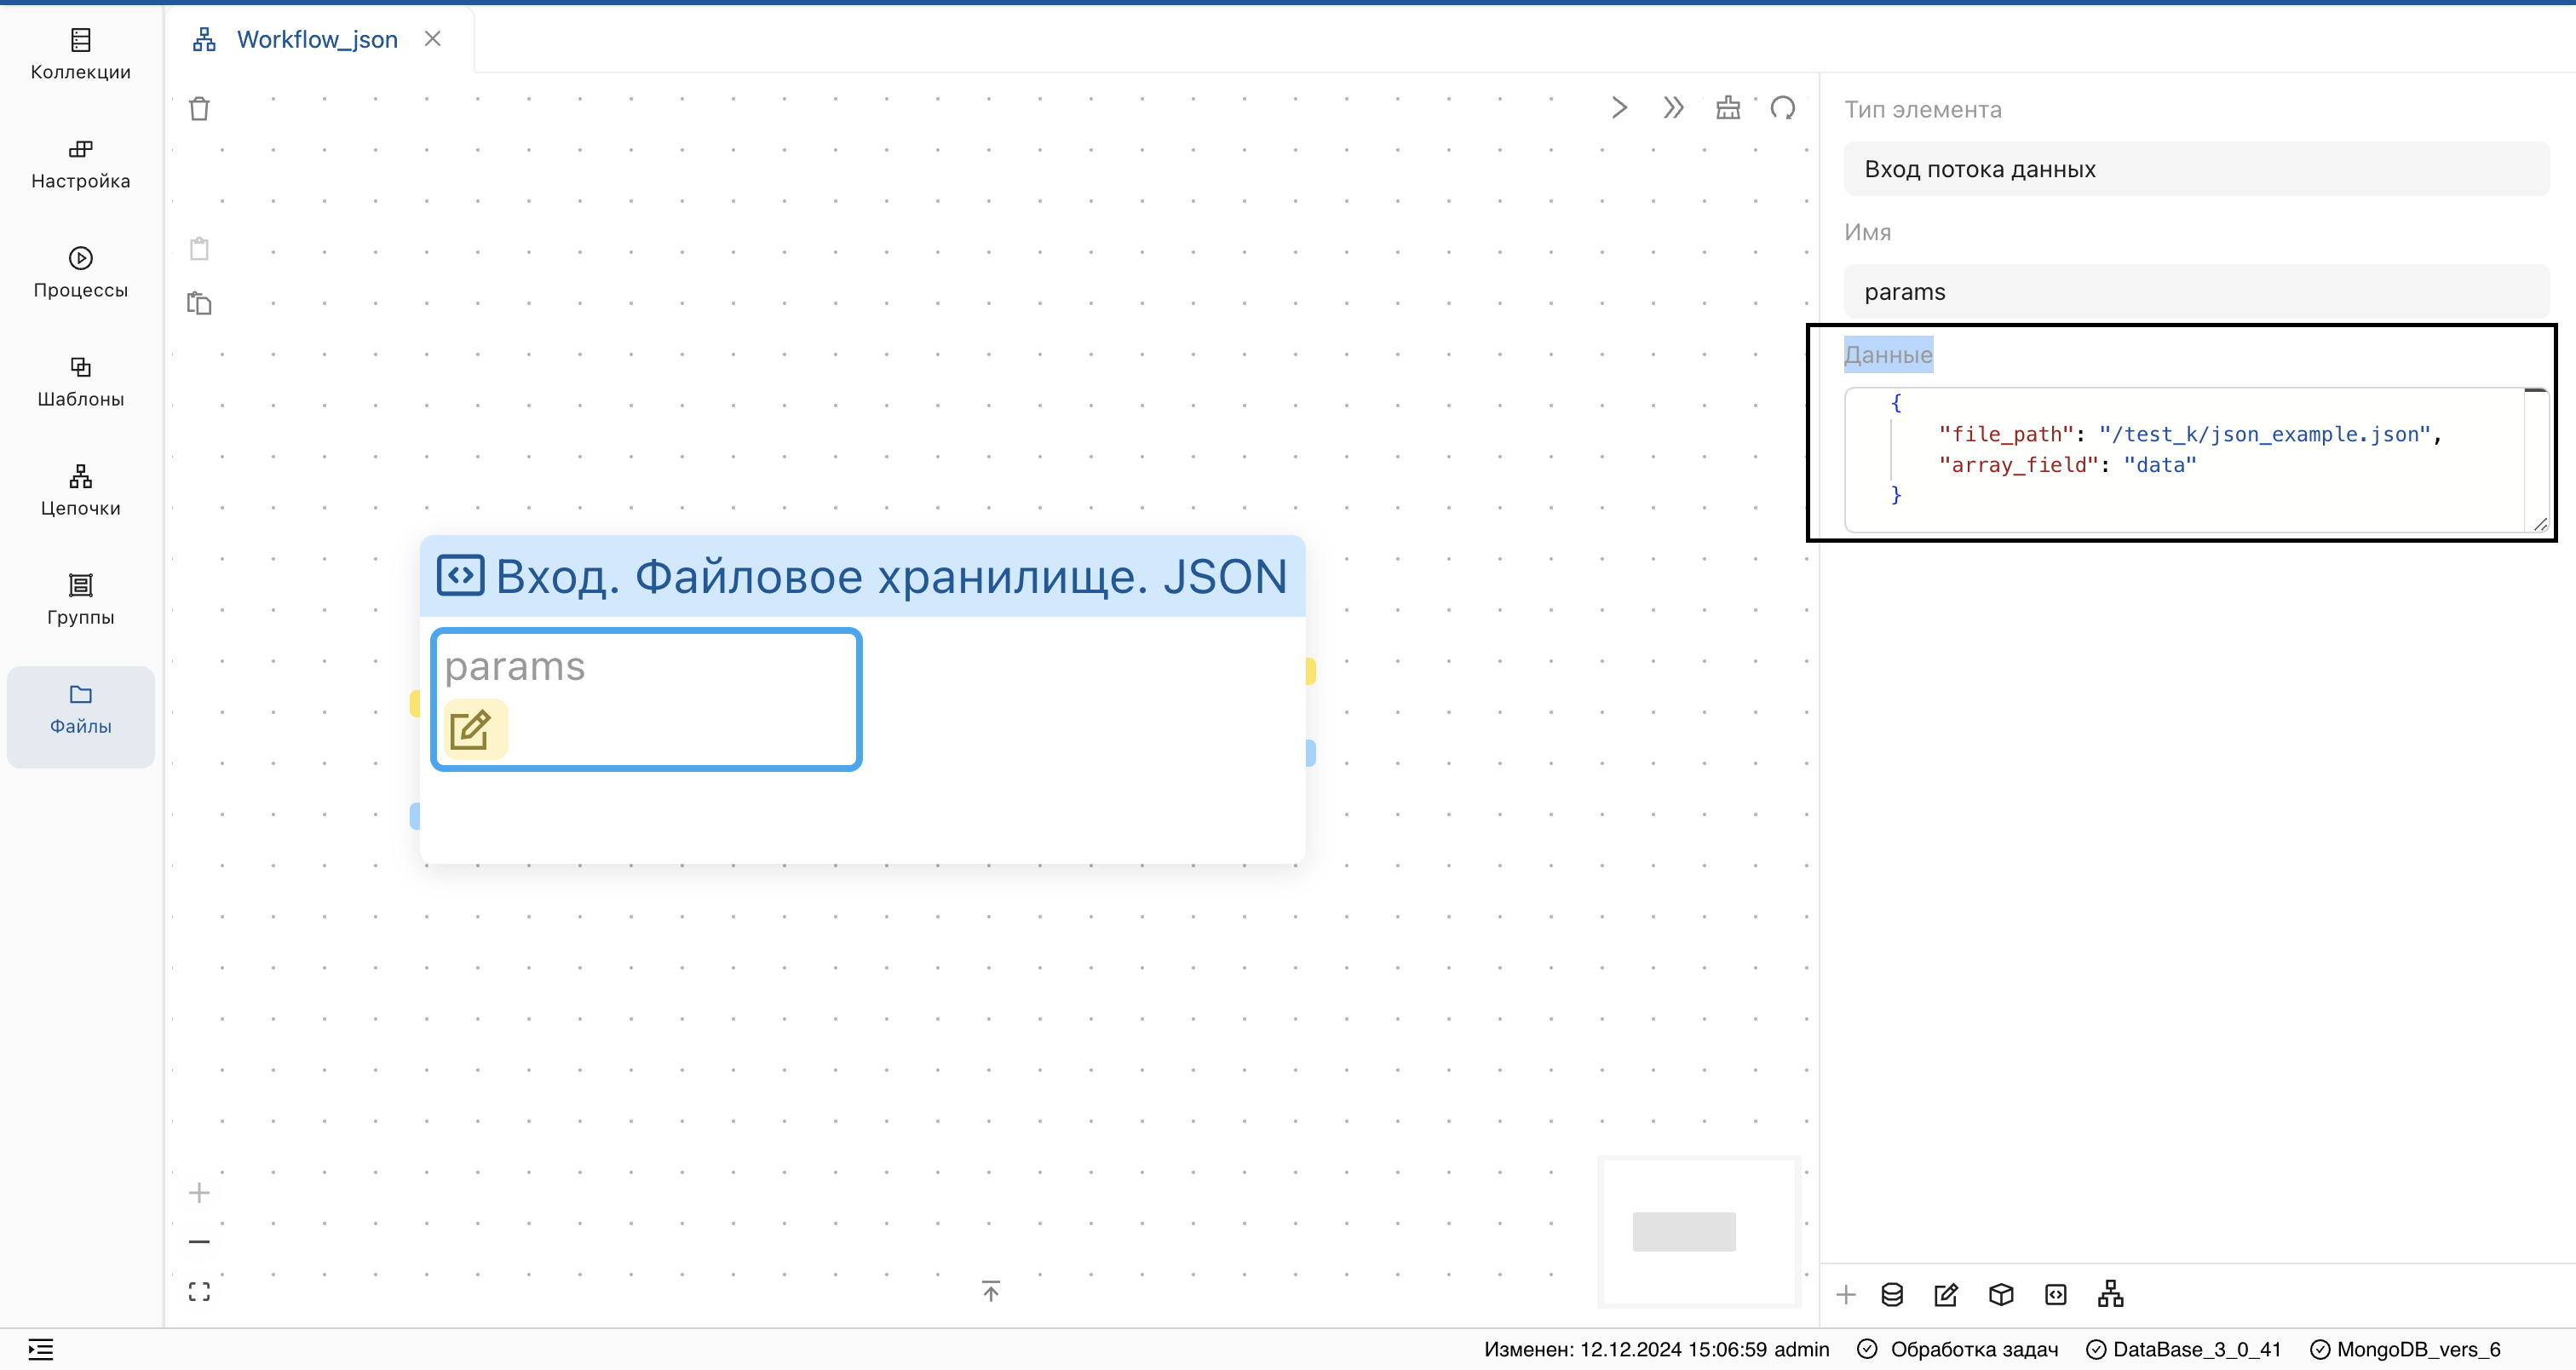 Workflow_json
Коллекции
Настройка
Процессы
Шаблоны
Цепочки
Группы
Файлы
Вход. Файловое хранилище. JSON
params
Тип элемента
Вход потока данных
Имя
params
Данные
{
"file_path": "/test_k/json_example.json",
"array_field": "data"
}
Изменен: 12.12.2024 15:06:59 admin Обработка задач DataBase_3_0_41 MongoDB_vers_6